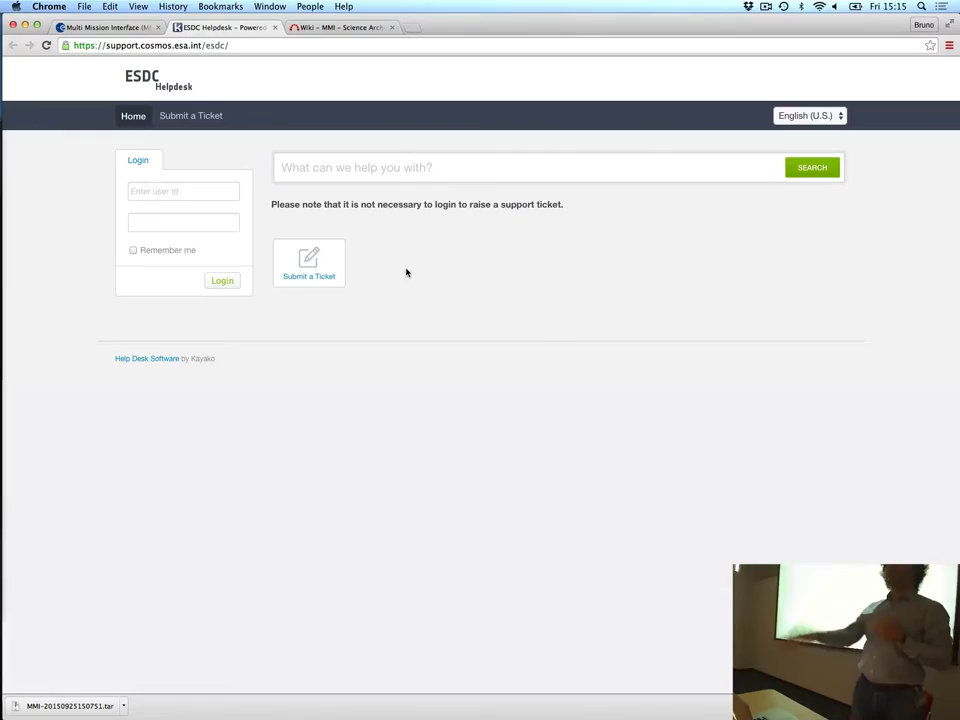 Chrome File Edit View History Bookmarks Window People Help Fri 15:15
Multi Mission Interface (M ESDC Helpdesk – Powered Wiki – MMI – Science Arch Bruno
https://support.cosmos.esa.int/esdc/
ESDC
Helpdesk
Home Submit a Ticket English (U.S.)
Login
What can we help you with? SEARCH
Enter user id
Please note that it is not necessary to login to raise a support ticket.
Remember me
Submit a Ticket
Login
Help Desk Software by Kayako
MMI-20150925150751.tar